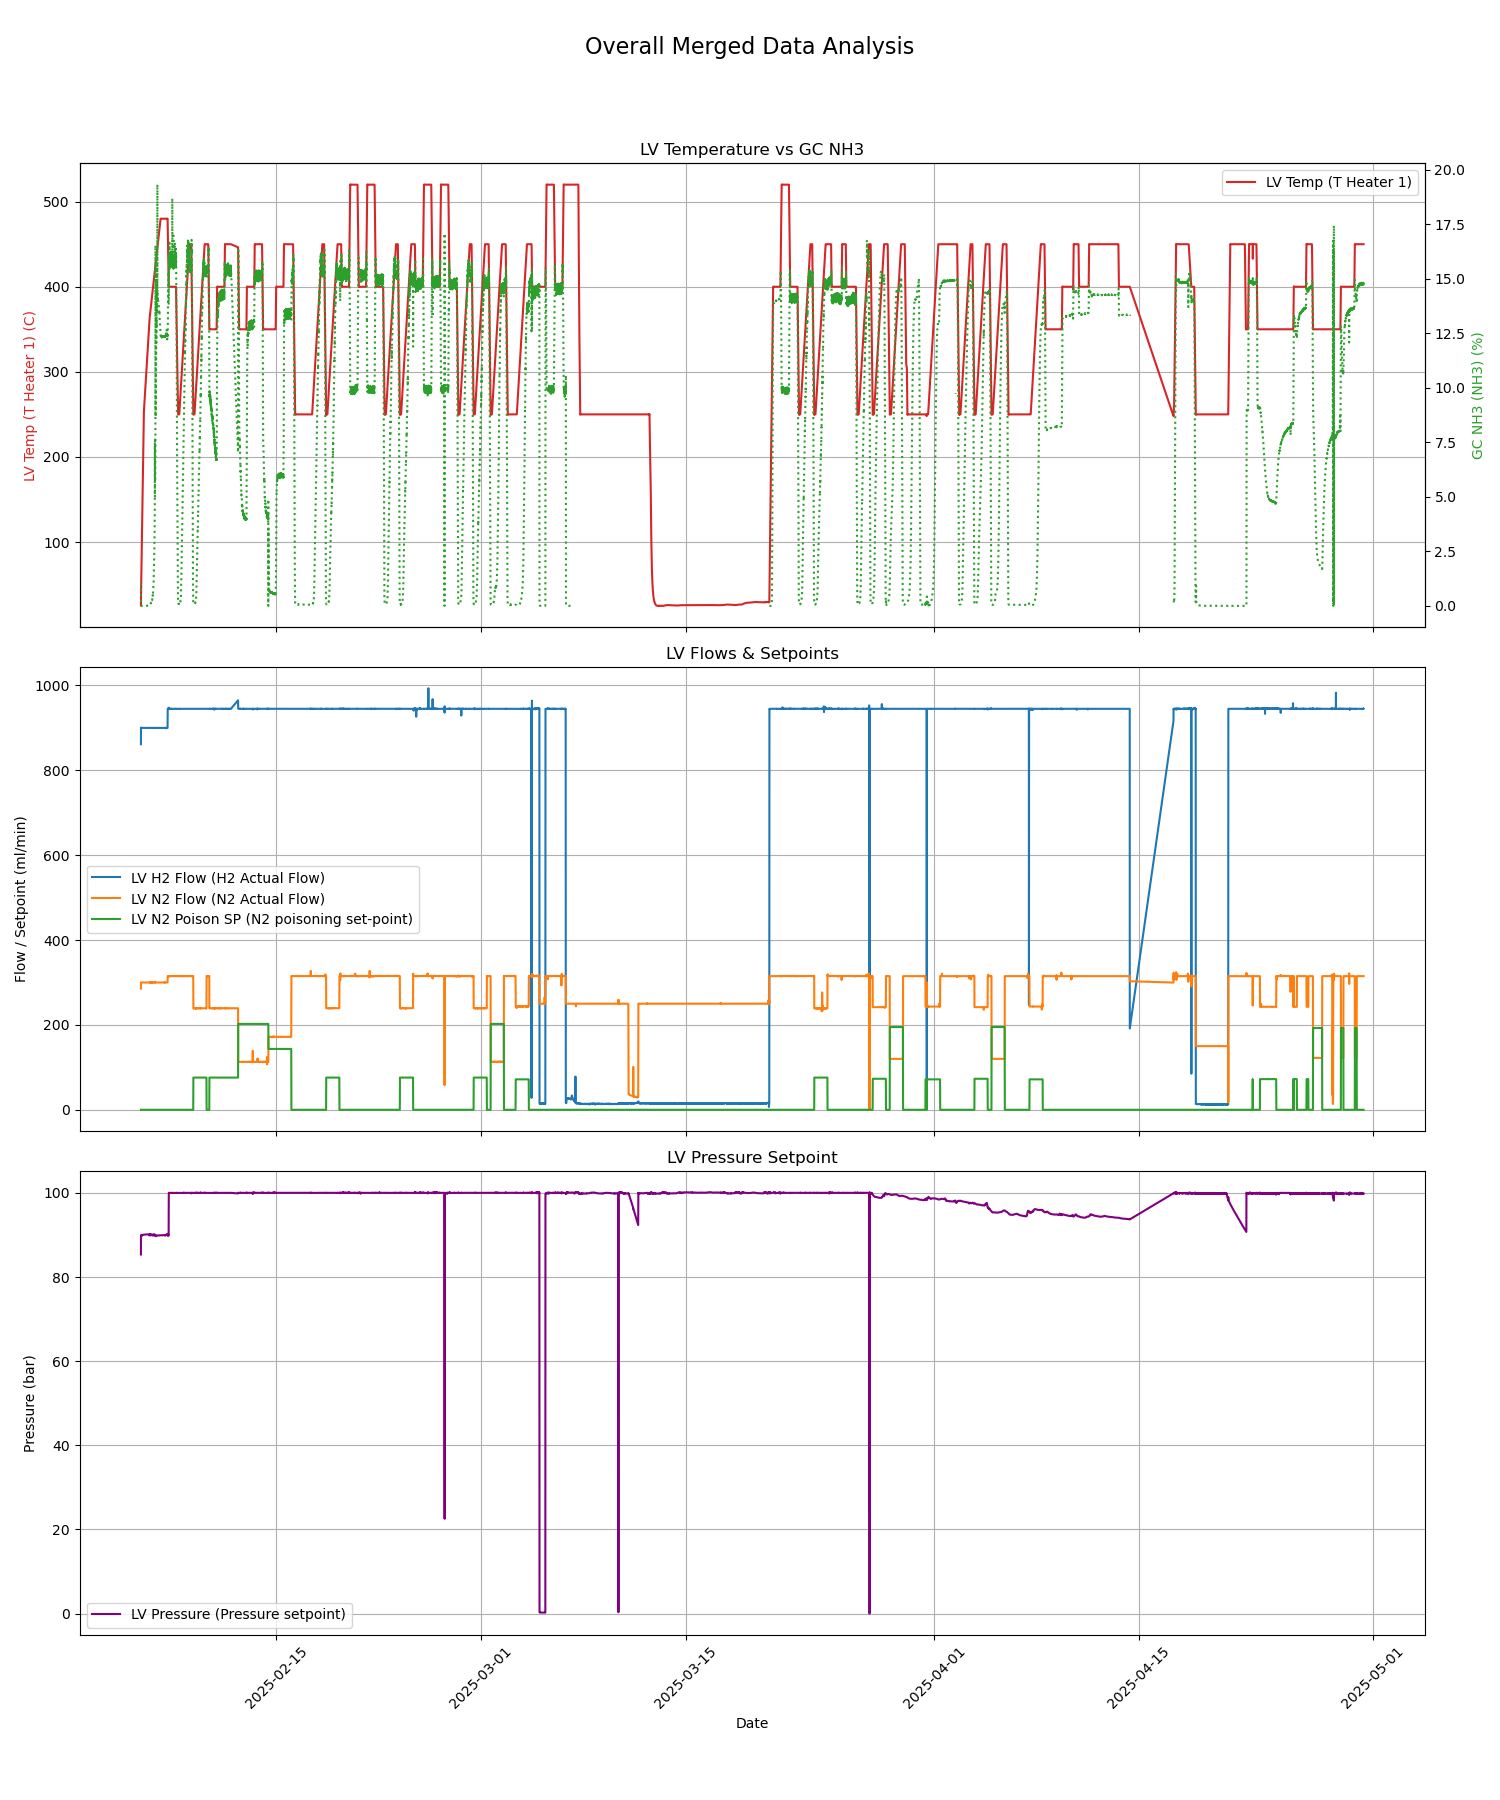 Overall Merged Data Analysis
LV Temperature vs GC NH3
LV Temp (T Heater 1) (C)
500
400
300
200
100
LV Temp (T Heater 1)
20.0
17.5
15.0
12.5
10.0
7.5
5.0
2.5
0.0
GC NH3 (NH3) (%)
LV Flows & Setpoints
Flow / Setpoint (ml/min)
1000
800
600
400
200
0
LV H2 Flow (H2 Actual Flow)
LV N2 Flow (N2 Actual Flow)
LV N2 Poison SP (N2 poisoning set-point)
LV Pressure Setpoint
Pressure (bar)
100
80
60
40
20
0
LV Pressure (Pressure setpoint)
2025-02-15
2025-03-01
2025-03-15
2025-04-01
2025-04-15
2025-05-01
Date